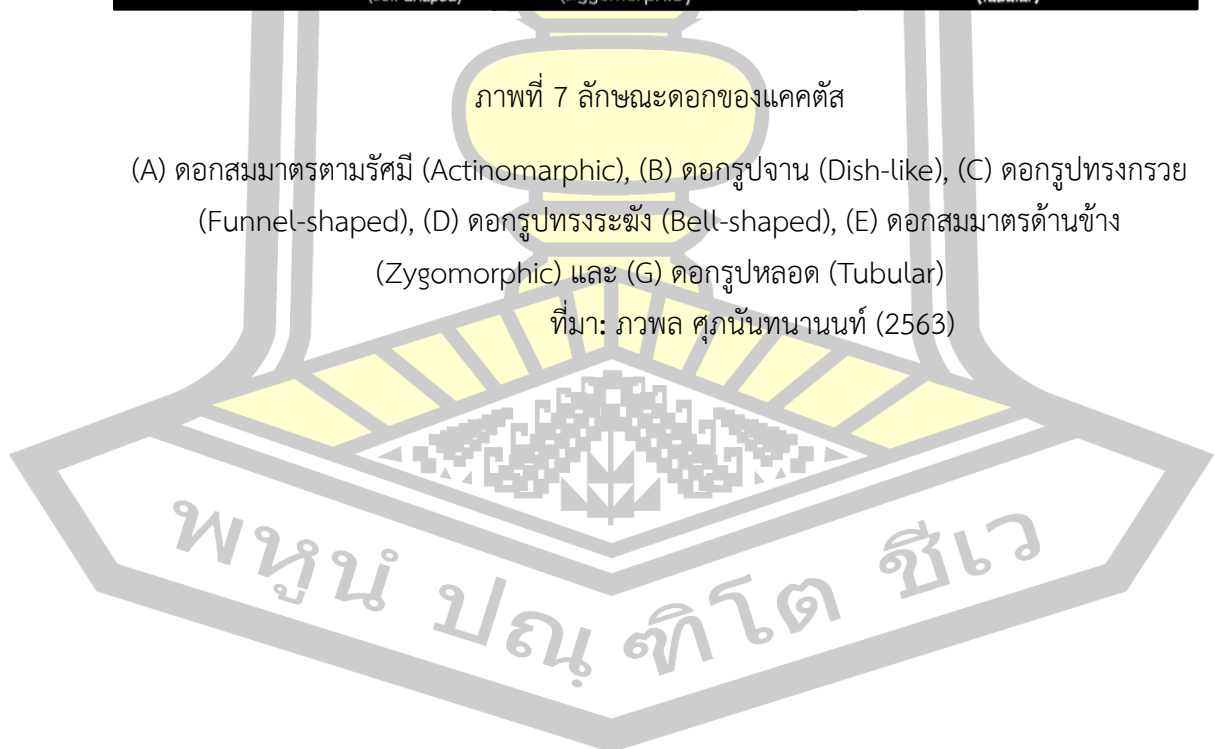 ภาพที่ 7 ลักษณะดอกของแคคตัส
(A) ดอกสมมาตรตามรัศมี (Actinomarphic), (B) ดอกรูปจาน (Dish-like), (C) ดอกรูปทรงกรวย
(Funnel-shaped), (D) ดอกรูปทรงระฆัง (Bell-shaped), (E) ดอกสมมาตรด้านข้าง
(Zygomorphic) และ (G) ดอกรูปหลอด (Tubular)
ที่มา: ภวพล ศุภนันทนานนท์ (2563)
พหูนํ ปณฺฑิโต ชีเว